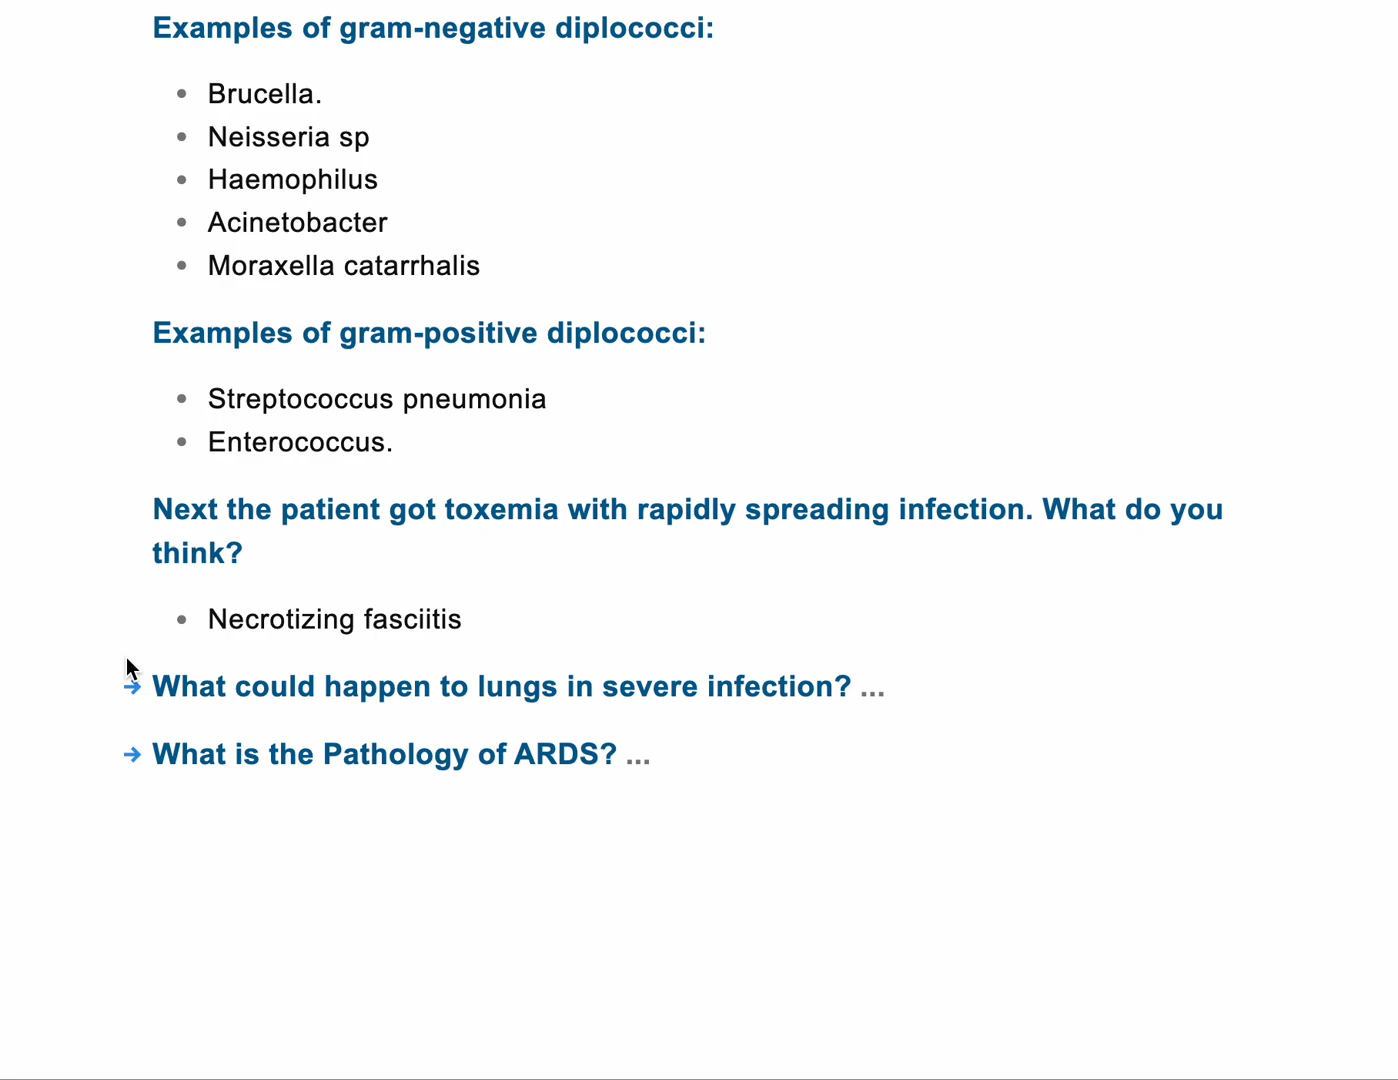 Examples of gram-negative diplococci:
• Brucella.
• Neisseria sp
• Haemophilus
• Acinetobacter
• Moraxella catarrhalis
Examples of gram-positive diplococci:
• Streptococcus pneumonia
• Enterococcus.
Next the patient got toxemia with rapidly spreading infection. What do you
think?
• Necrotizing fasciitis
→ What could happen to lungs in severe infection? ...
→ What is the Pathology of ARDS? ...